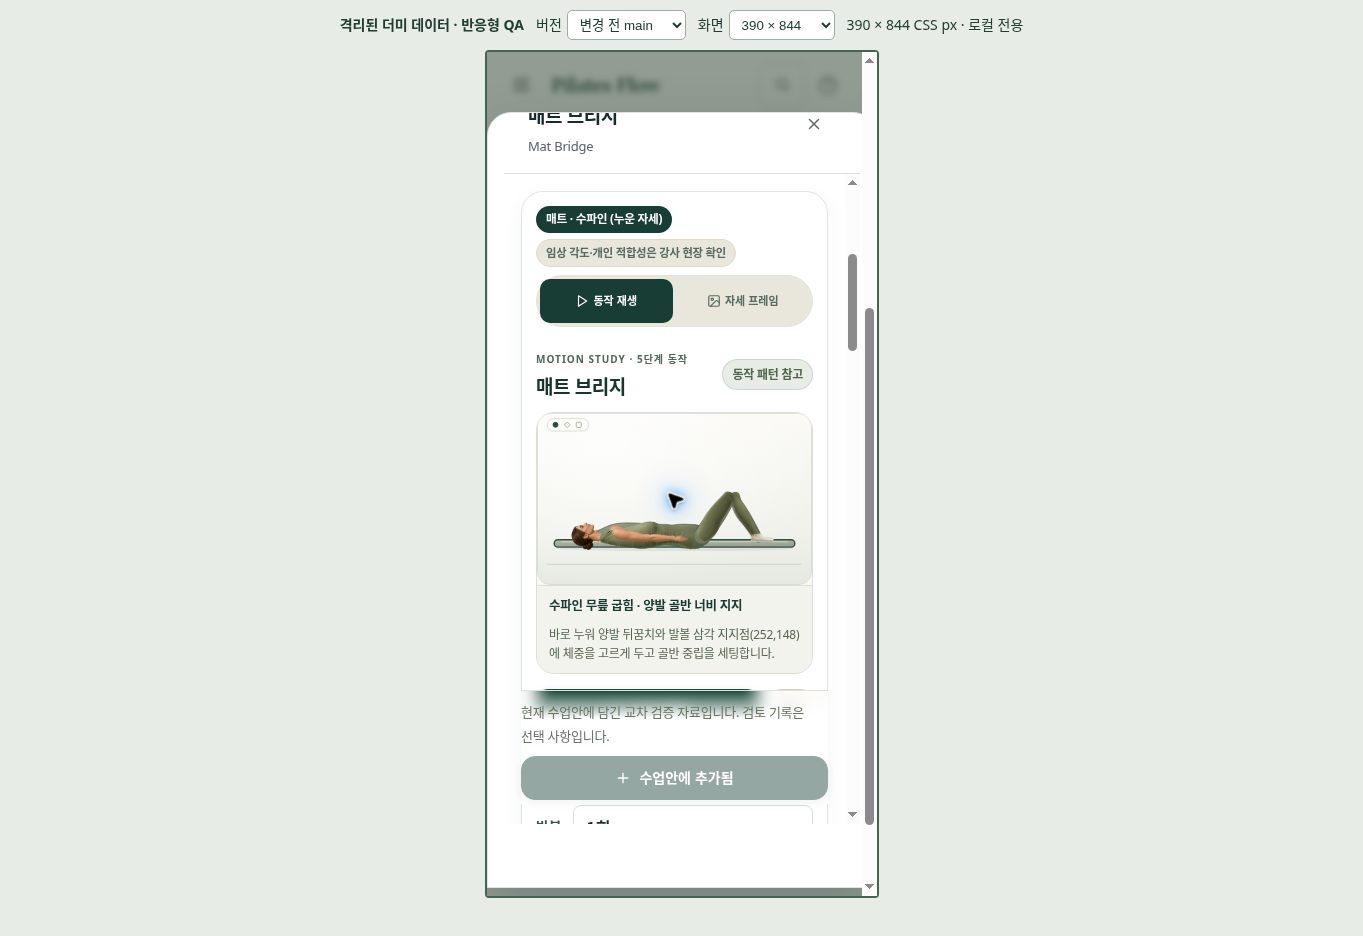 격리된 더미 데이터 · 반응형 QA 버전 변경 전 main 화면 390 × 844 390 × 844 CSS px · 로컬 전용
Pilates Flow
매트 브리지
Mat Bridge
매트 · 수파인 (누운 자세)
임상 각도·개인 적합성은 강사 현장 확인
동작 재생 자세 프레임
MOTION STUDY · 5단계 동작
매트 브리지
동작 패턴 참고
수파인 무릎 굽힘 · 양발 골반 너비 지지
바로 누워 양발 뒤꿈치와 발볼 삼각 지지점(252,148)
에 체중을 고르게 두고 골반 중립을 세팅합니다.
현재 수업안에 담긴 교차 검증 자료입니다. 검토 기록은
선택 사항입니다.
수업안에 추가됨